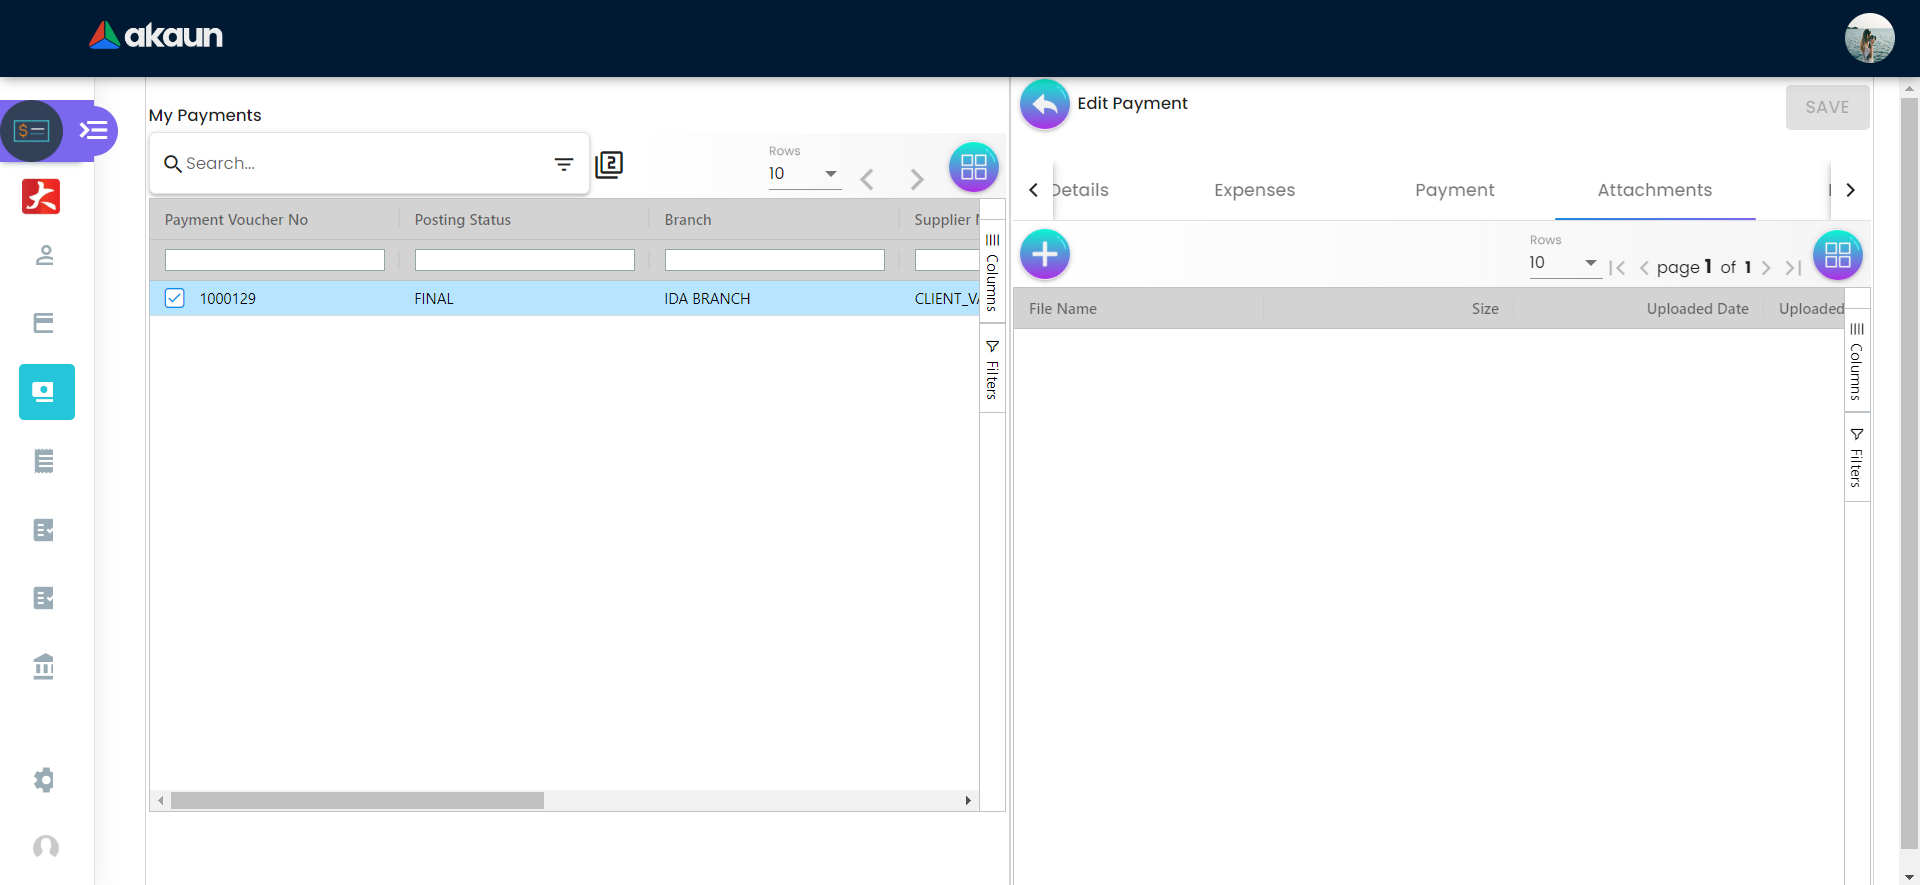 akaun
My Payments
Search...
2
Rows
10
Payment Voucher No
Posting Status
Branch
Supplier
1000129
FINAL
IDA BRANCH
CLIENT_VA
Columns
Filters
Edit Payment
SAVE
Details
Expenses
Payment
Attachments
Rows
10
page 1 of 1
File Name
Size
Uploaded Date
Uploaded
Columns
Filters